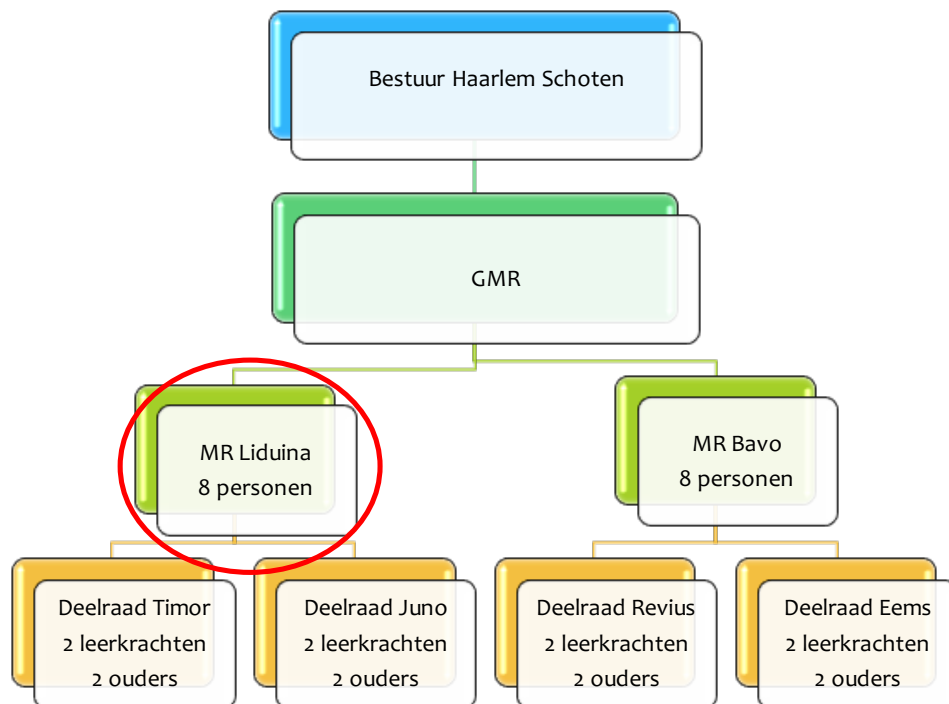 Bestuur Haarlem Schoten
GMR
MR Liduina
8 personen
MR Bavo
8 personen
Deelraad Timor
2 leerkrachten
2 ouders
Deelraad Juno
2 leerkrachten
2 ouders
Deelraad Revius
2 leerkrachten
2 ouders
Deelraad Eems
2 leerkrachten
2 ouders